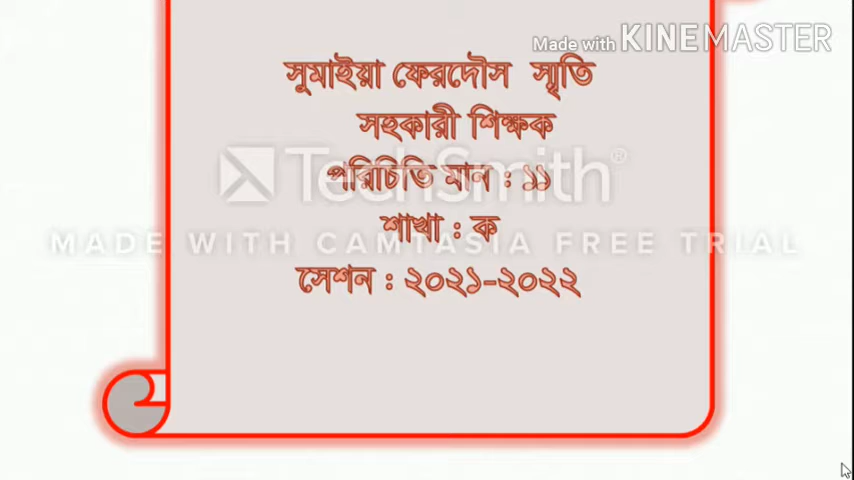 Made with KINEMASTER
সুমাইয়া ফেরদৌস স্মৃতি
সহকারী শিক্ষক
পরিচিতি মান : ১১
TechSmith®
শাখা : ক
MADE WITH CAMTASIA FREE TRIAL
সেশন : ২০২১-২০২২